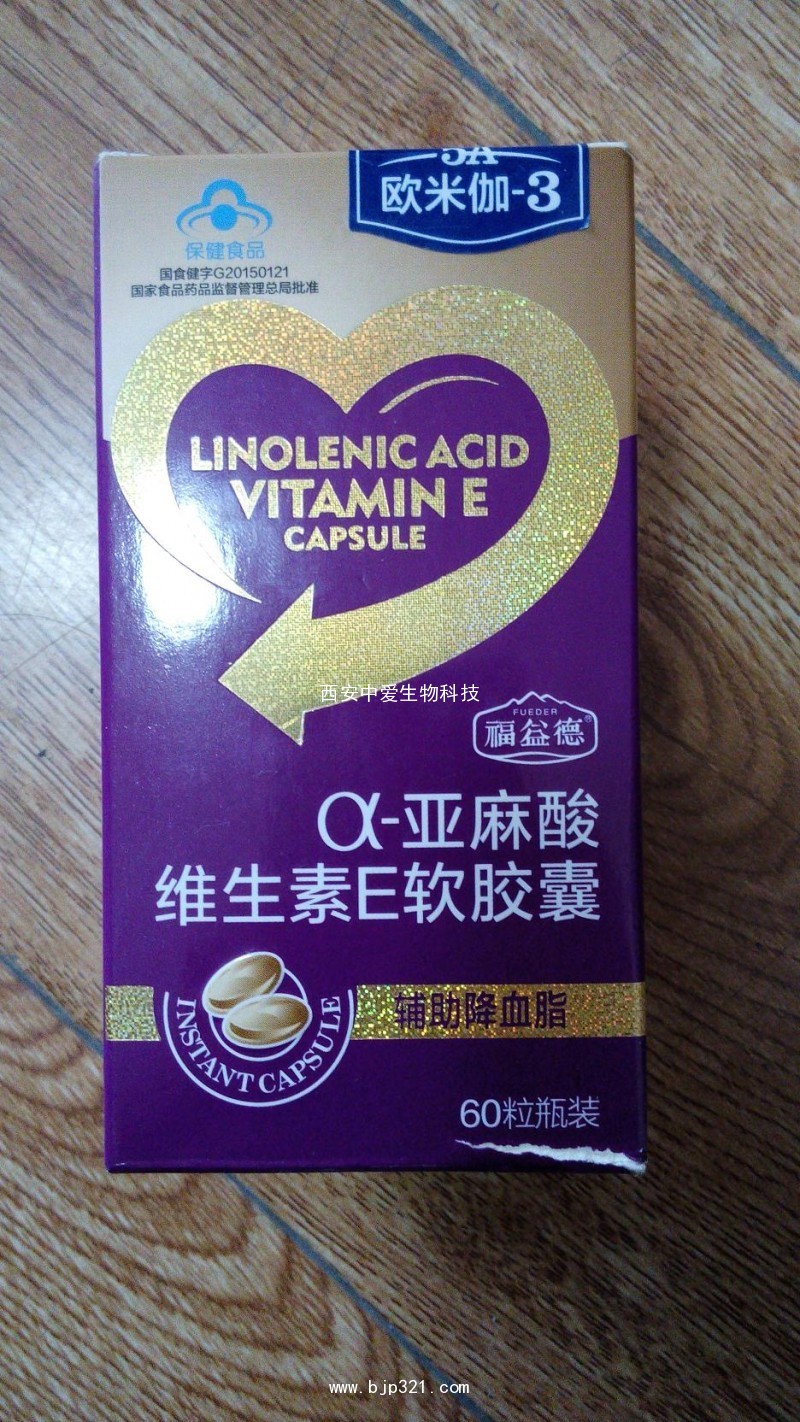 5A
欧米伽-3
保健食品
国食健字G20150121
国家食品药品监督管理总局批准
LINOLENIC ACID
VITAMIN E
CAPSULE
西安中爱生物科技
FUEDER
福益德®
α-亚麻酸
维生素E软胶囊
INSTANT CAPSULE
辅助降血脂
60粒瓶装
www.bjp321.com